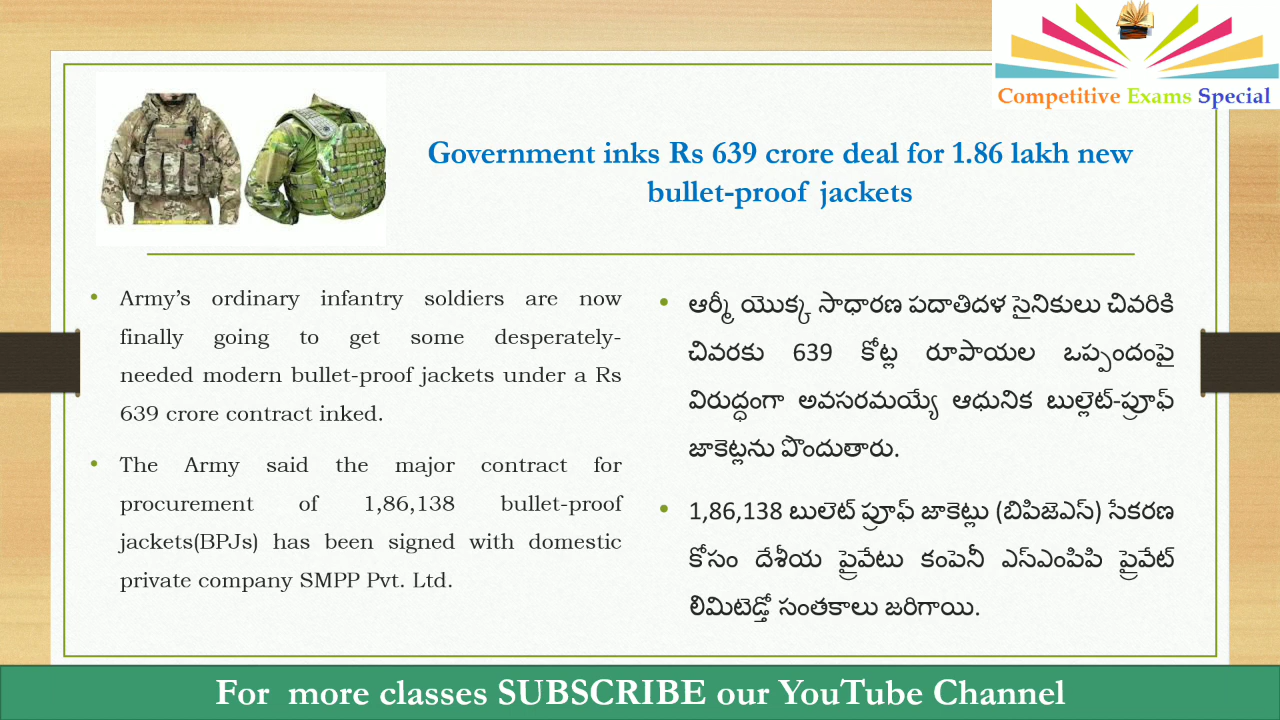 Competitive Exams Special
Government inks Rs 639 crore deal for 1.86 lakh new
bullet-proof jackets
• Army’s ordinary infantry soldiers are now
finally going to get some desperately-
needed modern bullet-proof jackets under a Rs
639 crore contract inked.
• The Army said the major contract for
procurement of 1,86,138 bullet-proof
jackets(BPJs) has been signed with domestic
private company SMPP Pvt. Ltd.
• ఆర్మీ యొక్క సాధారణ పదాతిదళ సైనికులు చివరికి
చివరకు 639 కోట్ల రూపాయల ఒప్పందంపై
విరుద్ధంగా అవసరమయ్యే ఆధునిక బుల్లెట్-ప్రూఫ్
జాకెట్లను పొందుతారు.
• 1,86,138 బులెట్ ప్రూఫ్ జాకెట్లు (బిపిజెఎస్) సేకరణ
కోసం దేశీయ ప్రైవేటు కంపెనీ ఎస్ఎంపిపి ప్రైవేట్
లిమిటెడ్తో సంతకాలు జరిగాయి.
For more classes SUBSCRIBE our YouTube Channel